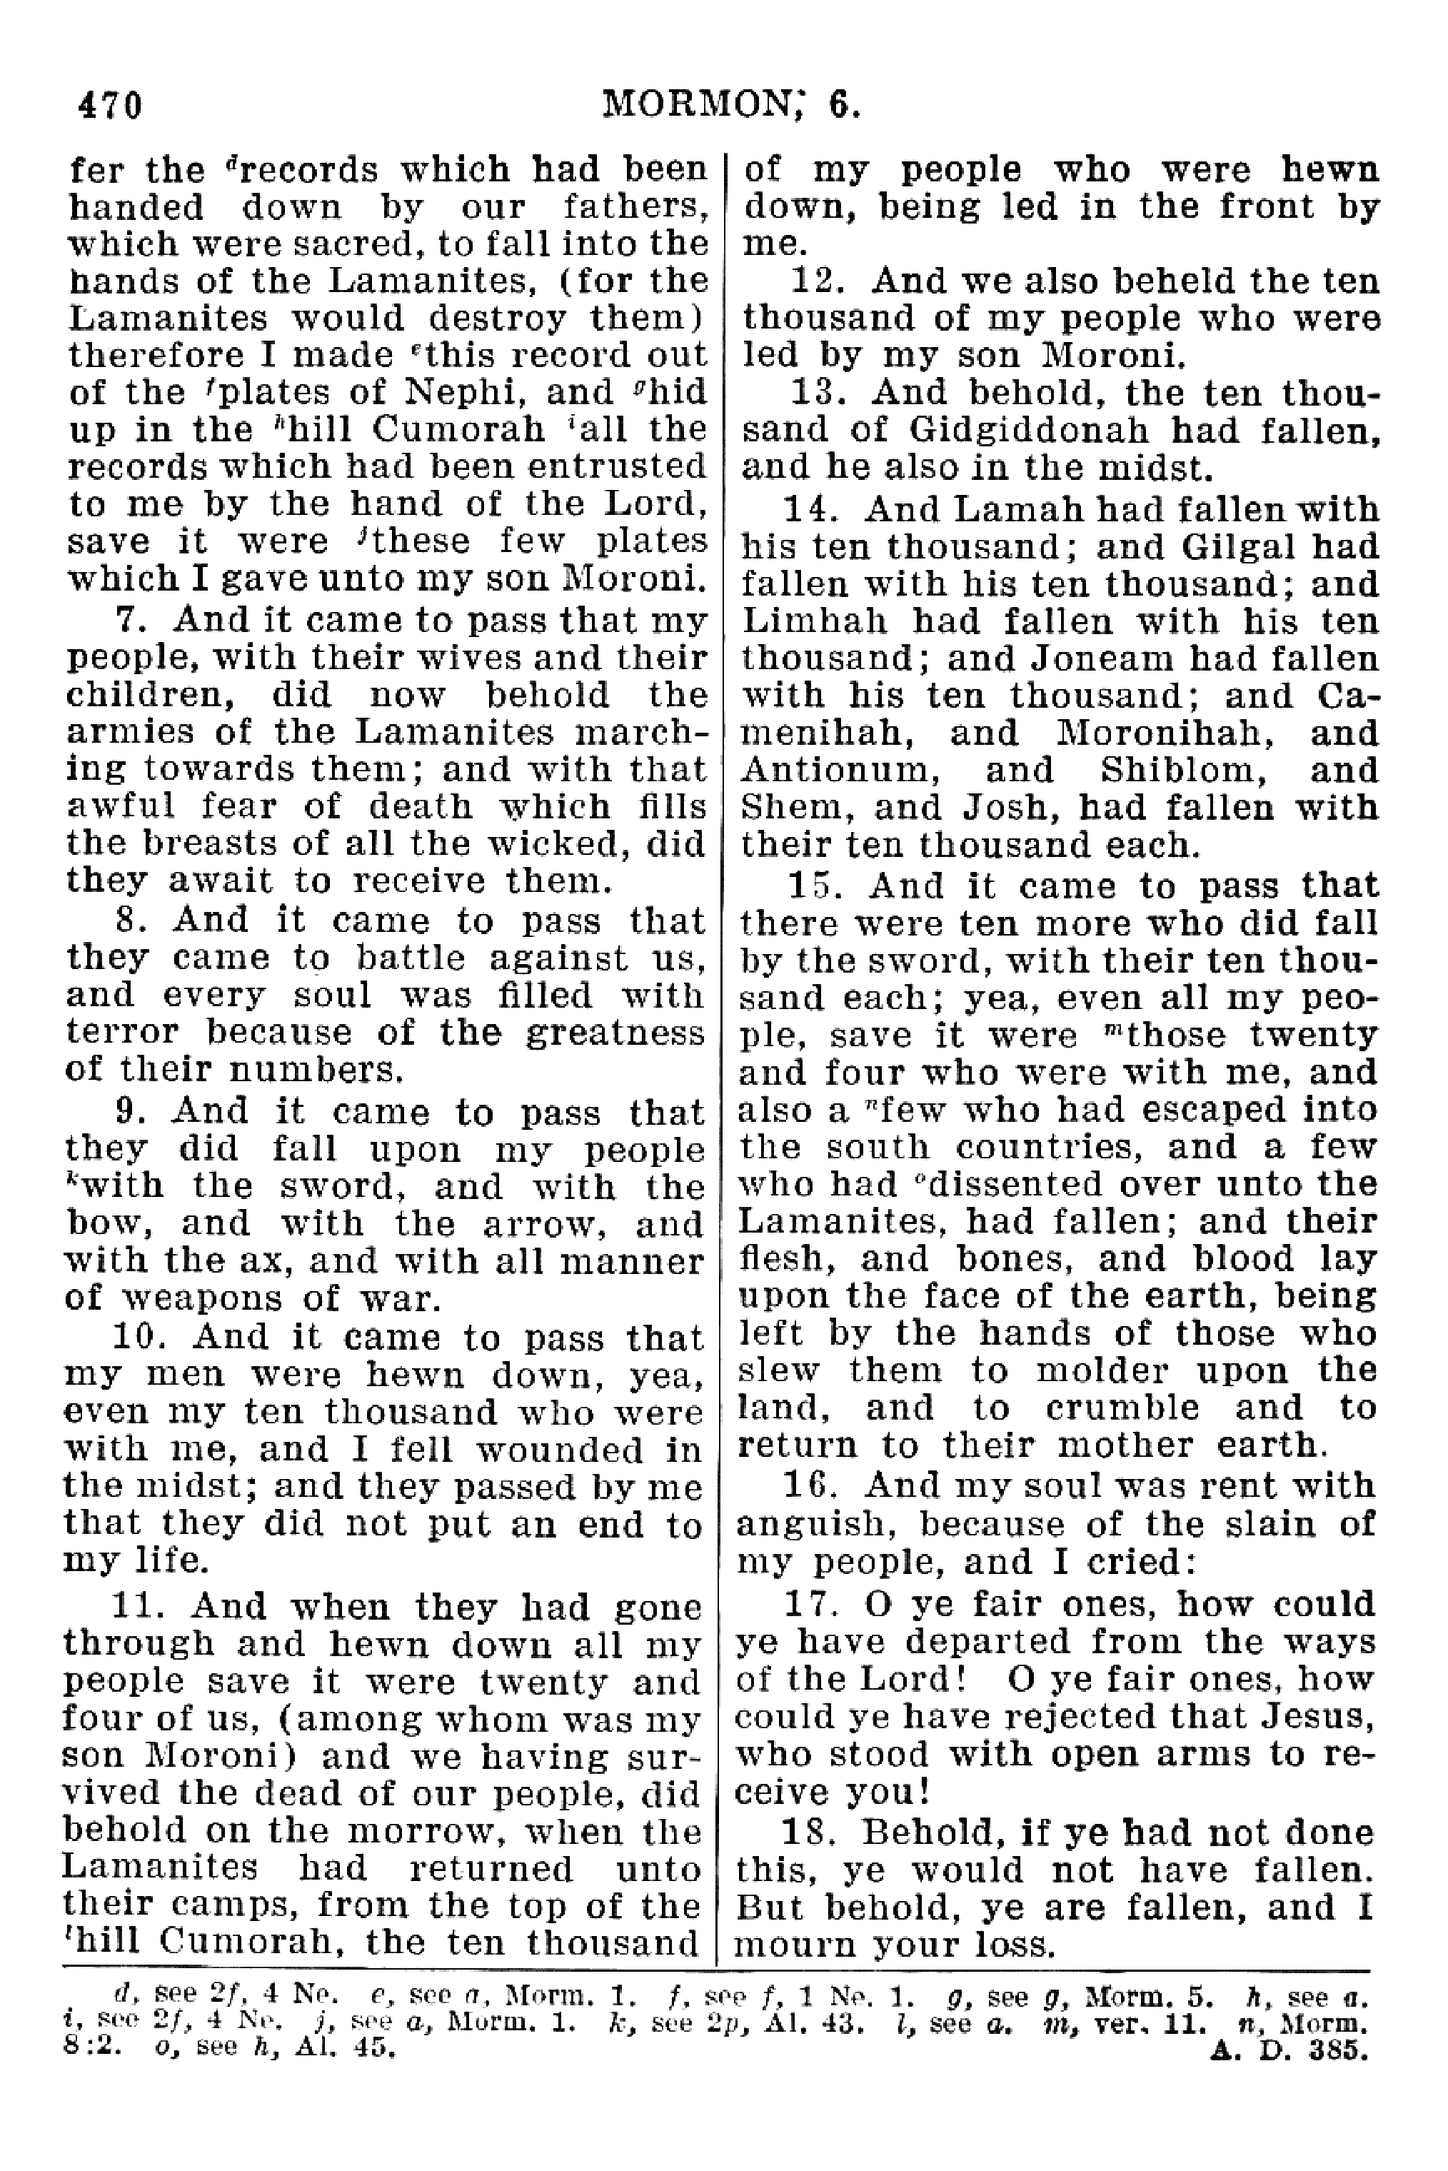 470
MORMON, 6.
fer the drecords which had been
handed down by our fathers,
which were sacred, to fall into the
hands of the Lamanites, (for the
Lamanites would destroy them)
therefore I made ethis record out
of the fplates of Nephi, and ghid
up in the hhill Cumorah iall the
records which had been entrusted
to me by the hand of the Lord,
save it were jthese few plates
which I gave unto my son Moroni.
7. And it came to pass that my
people, with their wives and their
children, did now behold the
armies of the Lamanites march-
ing towards them; and with that
awful fear of death which fills
the breasts of all the wicked, did
they await to receive them.
8. And it came to pass that
they came to battle against us,
and every soul was filled with
terror because of the greatness
of their numbers.
9. And it came to pass that
they did fall upon my people
kwith the sword, and with the
bow, and with the arrow, and
with the ax, and with all manner
of weapons of war.
10. And it came to pass that
my men were hewn down, yea,
even my ten thousand who were
with me, and I fell wounded in
the midst; and they passed by me
that they did not put an end to
my life.
11. And when they had gone
through and hewn down all my
people save it were twenty and
four of us, (among whom was my
son Moroni) and we having sur-
vived the dead of our people, did
behold on the morrow, when the
Lamanites had returned unto
their camps, from the top of the
lhill Cumorah, the ten thousand
of my people who were hewn
down, being led in the front by
me.
12. And we also beheld the ten
thousand of my people who were
led by my son Moroni.
13. And behold, the ten thou-
sand of Gidgiddonah had fallen,
and he also in the midst.
14. And Lamah had fallen with
his ten thousand; and Gilgal had
fallen with his ten thousand; and
Limhah had fallen with his ten
thousand; and Joneam had fallen
with his ten thousand; and Ca-
menihah, and Moronihah, and
Antionum, and Shiblom, and
Shem, and Josh, had fallen with
their ten thousand each.
15. And it came to pass that
there were ten more who did fall
by the sword, with their ten thou-
sand each; yea, even all my peo-
ple, save it were mthose twenty
and four who were with me, and
also a nfew who had escaped into
the south countries, and a few
who had odissented over unto the
Lamanites, had fallen; and their
flesh, and bones, and blood lay
upon the face of the earth, being
left by the hands of those who
slew them to molder upon the
land, and to crumble and to
return to their mother earth.
16. And my soul was rent with
anguish, because of the slain of
my people, and I cried:
17. O ye fair ones, how could
ye have departed from the ways
of the Lord! O ye fair ones, how
could ye have rejected that Jesus,
who stood with open arms to re-
ceive you!
18. Behold, if ye had not done
this, ye would not have fallen.
But behold, ye are fallen, and I
mourn your loss.
d, see 2f, 4 Ne. e, see a, Morm. 1. f, see f, 1 Ne. 1. g, see g, Morm. 5. h, see a.
i, see 2f, 4 Ne. j, see a, Morm. 1. k, see 2p, Al. 43. l, see a. m, ver. 11. n, Morm.
8:2. o, see h, Al. 45.
A. D. 385.